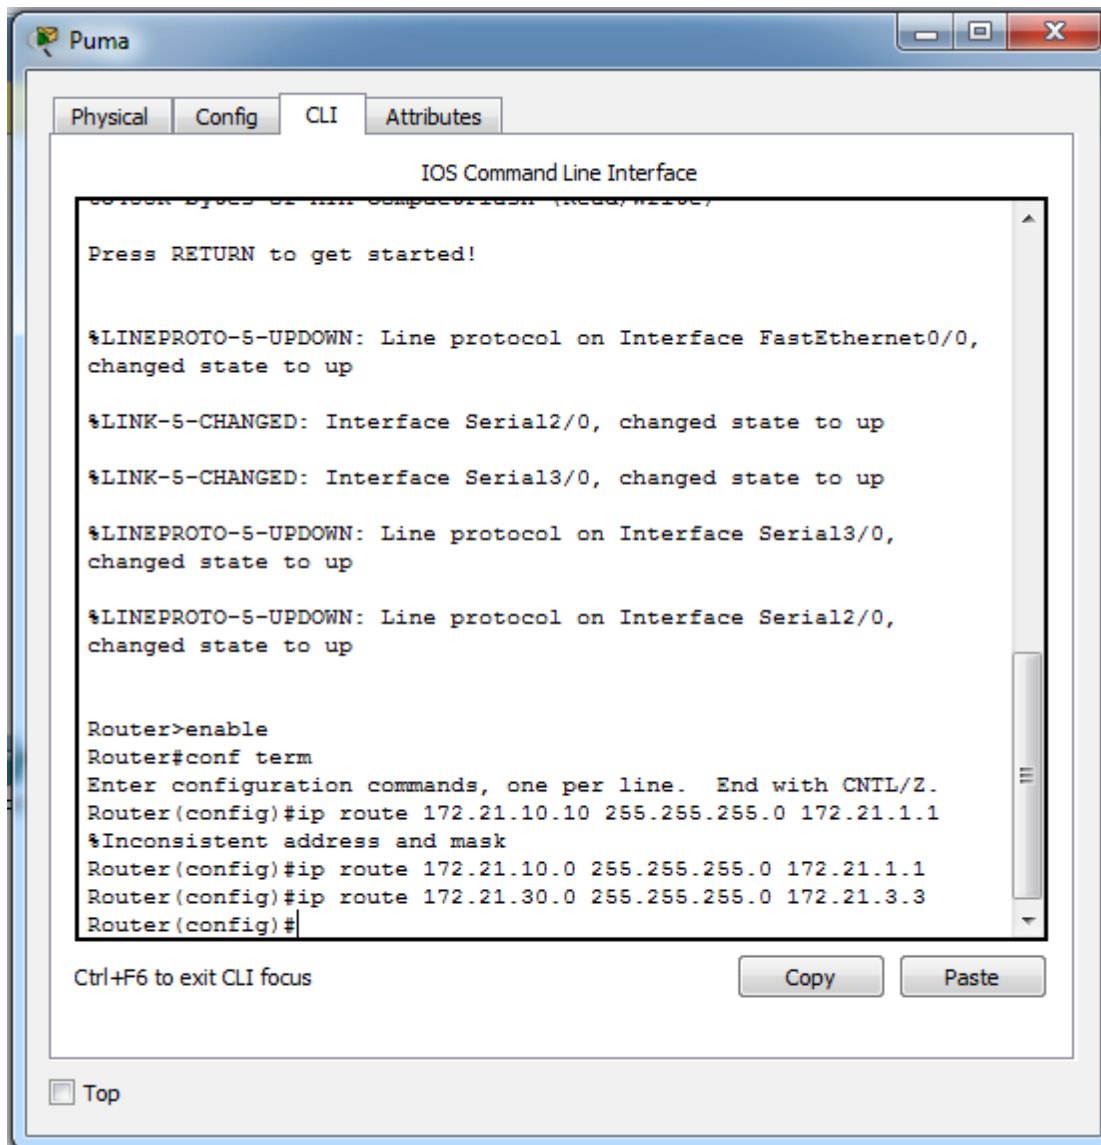 Puma
Physical Config CLI Attributes
IOS Command Line Interface
Press RETURN to get started!
%LINEPROTO-5-UPDOWN: Line protocol on Interface FastEthernet0/0,
changed state to up
%LINK-5-CHANGED: Interface Serial2/0, changed state to up
%LINK-5-CHANGED: Interface Serial3/0, changed state to up
%LINEPROTO-5-UPDOWN: Line protocol on Interface Serial3/0,
changed state to up
%LINEPROTO-5-UPDOWN: Line protocol on Interface Serial2/0,
changed state to up
Router>enable
Router#conf term
Enter configuration commands, one per line.  End with CNTL/Z.
Router(config)#ip route 172.21.10.10 255.255.255.0 172.21.1.1
%Inconsistent address and mask
Router(config)#ip route 172.21.10.0 255.255.255.0 172.21.1.1
Router(config)#ip route 172.21.30.0 255.255.255.0 172.21.3.3
Router(config)#
Ctrl+F6 to exit CLI focus
Copy Paste
Top